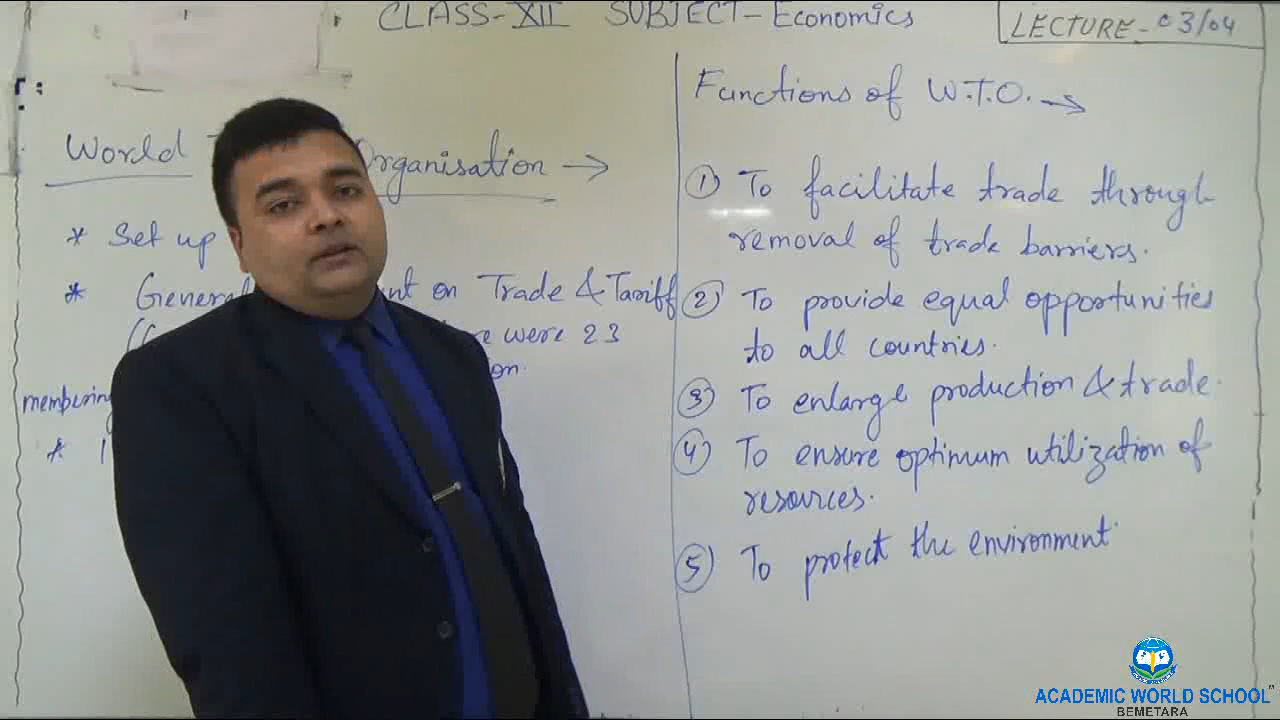 CLASS-XII SUBJECT-Economics
LECTURE-03/04
World
Organisation →
* Set up
* General
nt on Trade & Tariff
re were 23
membering
on.
*
Functions of W.T.O. →
① To facilitate trade through
removal of trade barriers.
② To provide equal opportunities
to all countries.
③ To enlarge production & trade.
④ To ensure optimum utilization of
resources.
⑤ To protect the environment
ACADEMIC WORLD SCHOOL
BEMETARA